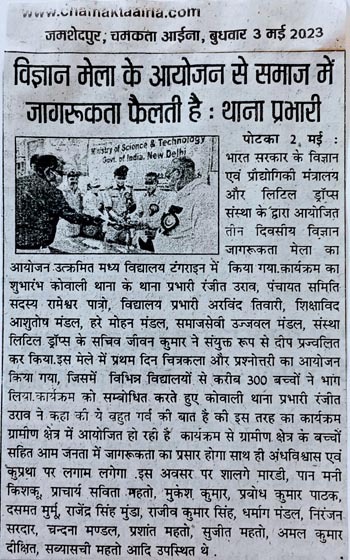 www.chamaktaaina.com
जमशेदपुर, चमकता आईना, बुधवार 3 मई 2023
विज्ञान मेला के आयोजन से समाज में
जागरूकता फैलती है : थाना प्रभारी
Ministry of Science & Technology
Govt. of India, New Delhi
पोटका 2 मई :
भारत सरकार के विज्ञान
एवं प्रौद्योगिकी मंत्रालय
और लिटिल ड्रॉप्स
संस्था के द्वारा आयोजित
तीन दिवसीय विज्ञान
जागरूकता मेला का
आयोजन उत्क्रमित मध्य विद्यालय टंगराइन में किया गया.कार्यक्रम का
शुभारंभ कोवाली थाना के थाना प्रभारी रंजीत उराव, पंचायत समिति
सदस्य रामेश्वर पात्रो, विद्यालय प्रभारी अरविंद तिवारी, शिक्षाविद
आशुतोष मंडल, हरे मोहन मंडल, समाजसेवी उज्जवल मंडल, संस्था
लिटिल ड्रॉप्स के सचिव जीवन कुमार ने संयुक्त रूप से दीप प्रज्वलित
कर किया.इस मेले में प्रथम दिन चित्रकला और प्रश्नोत्तरी का आयोजन
किया गया, जिसमें विभिन्न विद्यालयों से करीब 300 बच्चों ने भाग
लिया.कार्यक्रम को सम्बोधित करते हुए कोवाली थाना प्रभारी रंजीत
उराव ने कहा की ये बहुत गर्व की बात है की इस तरह का कार्यक्रम
ग्रामीण क्षेत्र में आयोजित हो रही है कार्यक्रम से ग्रामीण क्षेत्र के बच्चों
सहित आम जनता में जागरूकता का प्रसार होगा साथ ही अंधविश्वास एवं
कुप्रथा पर लगाम लगेगा .इस अवसर पर शालगे मारडी, पान मनी
किशकू, प्राचार्य सविता महतो, मुकेश कुमार, प्रबोध कुमार पाठक,
दसमत मुर्मू, राजेंद्र सिंह मुंडा, राजीव कुमार सिंह, धर्माग मंडल, निरंजन
सरदार, चन्दना मण्डल, प्रशांत महतो, सुजीत महतो, अमल कुमार
दीक्षित, सव्यासची महतो आदि उपस्थित थे .